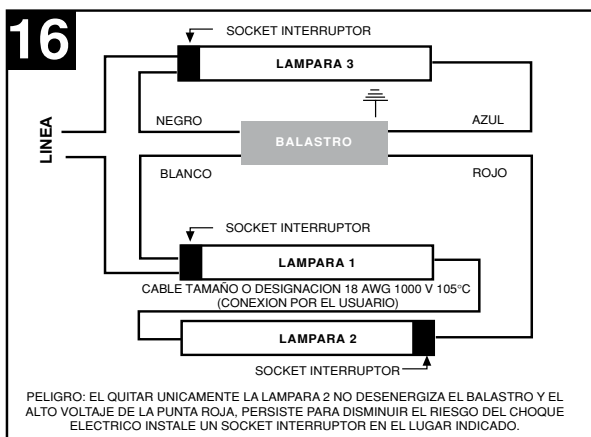 16
SOCKET INTERRUPTOR
LAMPARA 3
NEGRO
AZUL
LINEA
BALASTRO
BLANCO
ROJO
SOCKET INTERRUPTOR
LAMPARA 1
CABLE TAMAÑO O DESIGNACION 18 AWG 1000 V 105°C
(CONEXION POR EL USUARIO)
LAMPARA 2
SOCKET INTERRUPTOR
PELIGRO: EL QUITAR UNICAMENTE LA LAMPARA 2 NO DESENERGIZA EL BALASTRO Y EL
ALTO VOLTAJE DE LA PUNTA ROJA, PERSISTE PARA DISMINUIR EL RIESGO DEL CHOQUE
ELECTRICO INSTALE UN SOCKET INTERRUPTOR EN EL LUGAR INDICADO.